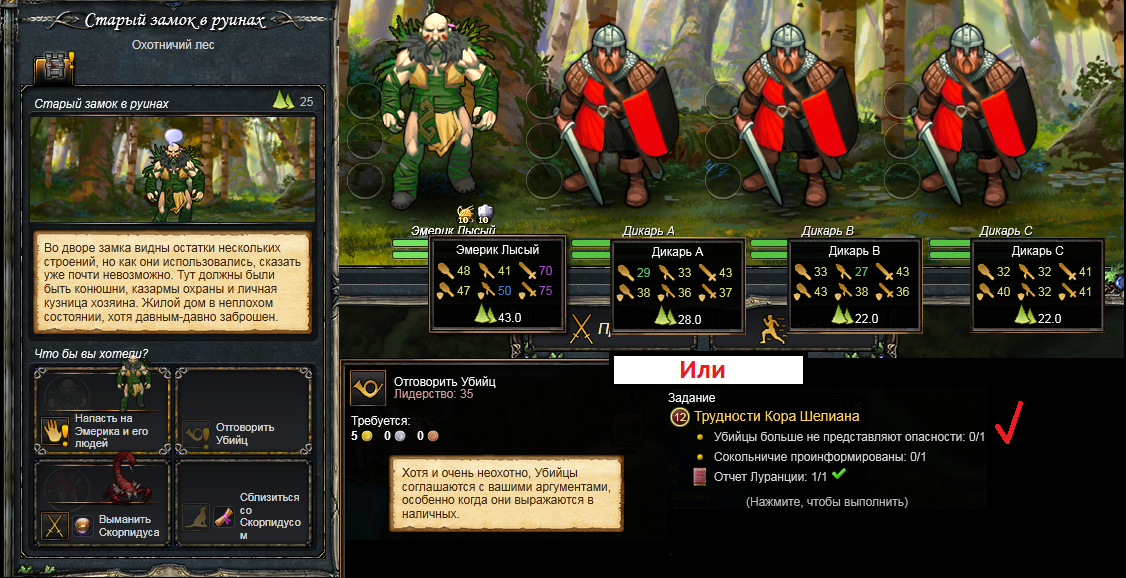 Старый замок в руинах
Охотничий лес
Старый замок в руинах
25
Во дворе замка видны остатки нескольких
строений, но как они использовались, сказать
уже почти невозможно. Тут должны были
быть конюшни, казармы охраны и личная
кузница хозяина. Жилой дом в неплохом
состоянии, хотя давным-давно заброшен.
Что бы вы хотели?
Напасть на
Эмерика и его
людей
Отговорить
Убийц
Выманить
Скорпидуса
Сблизиться
со
Скорпидусо
м
10 10
Эмерик Лысый
Дикарь A
Дикарь B
Дикарь C
Эмерик Лысый
48 41 70
47 50 75
43.0
Дикарь A
29 33 43
38 36 37
28.0
Дикарь B
33 27 43
43 38 36
22.0
Дикарь C
32 32 41
40 32 41
22.0
Или
Отговорить Убийц
Лидерство: 35
Требуется:
5 0 0
Хотя и очень неохотно, Убийцы
соглашаются с вашими аргументами,
особенно когда они выражаются в
наличных.
Задание
12 Трудности Кора Шепиана
Убийцы больше не представляют опасности: 0/1
Сокольничие проинформированы: 0/1
Отчет Луранции: 1/1
(Нажмите, чтобы выполнить)